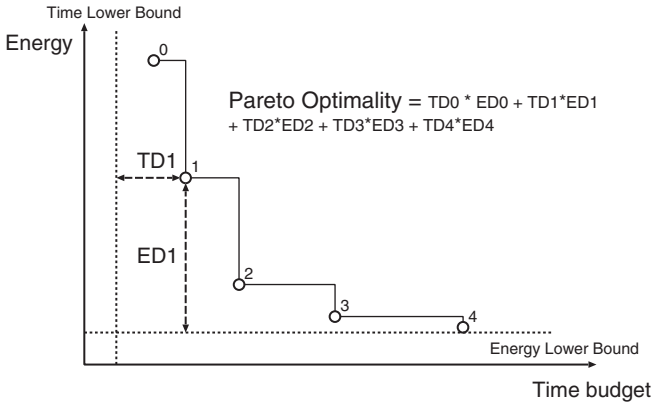 Time Lower Bound
Energy
0
Pareto Optimality = TD0 * ED0 + TD1*ED1
+ TD2*ED2 + TD3*ED3 + TD4*ED4
TD1
1
ED1
2
3
4
Energy Lower Bound
Time budget